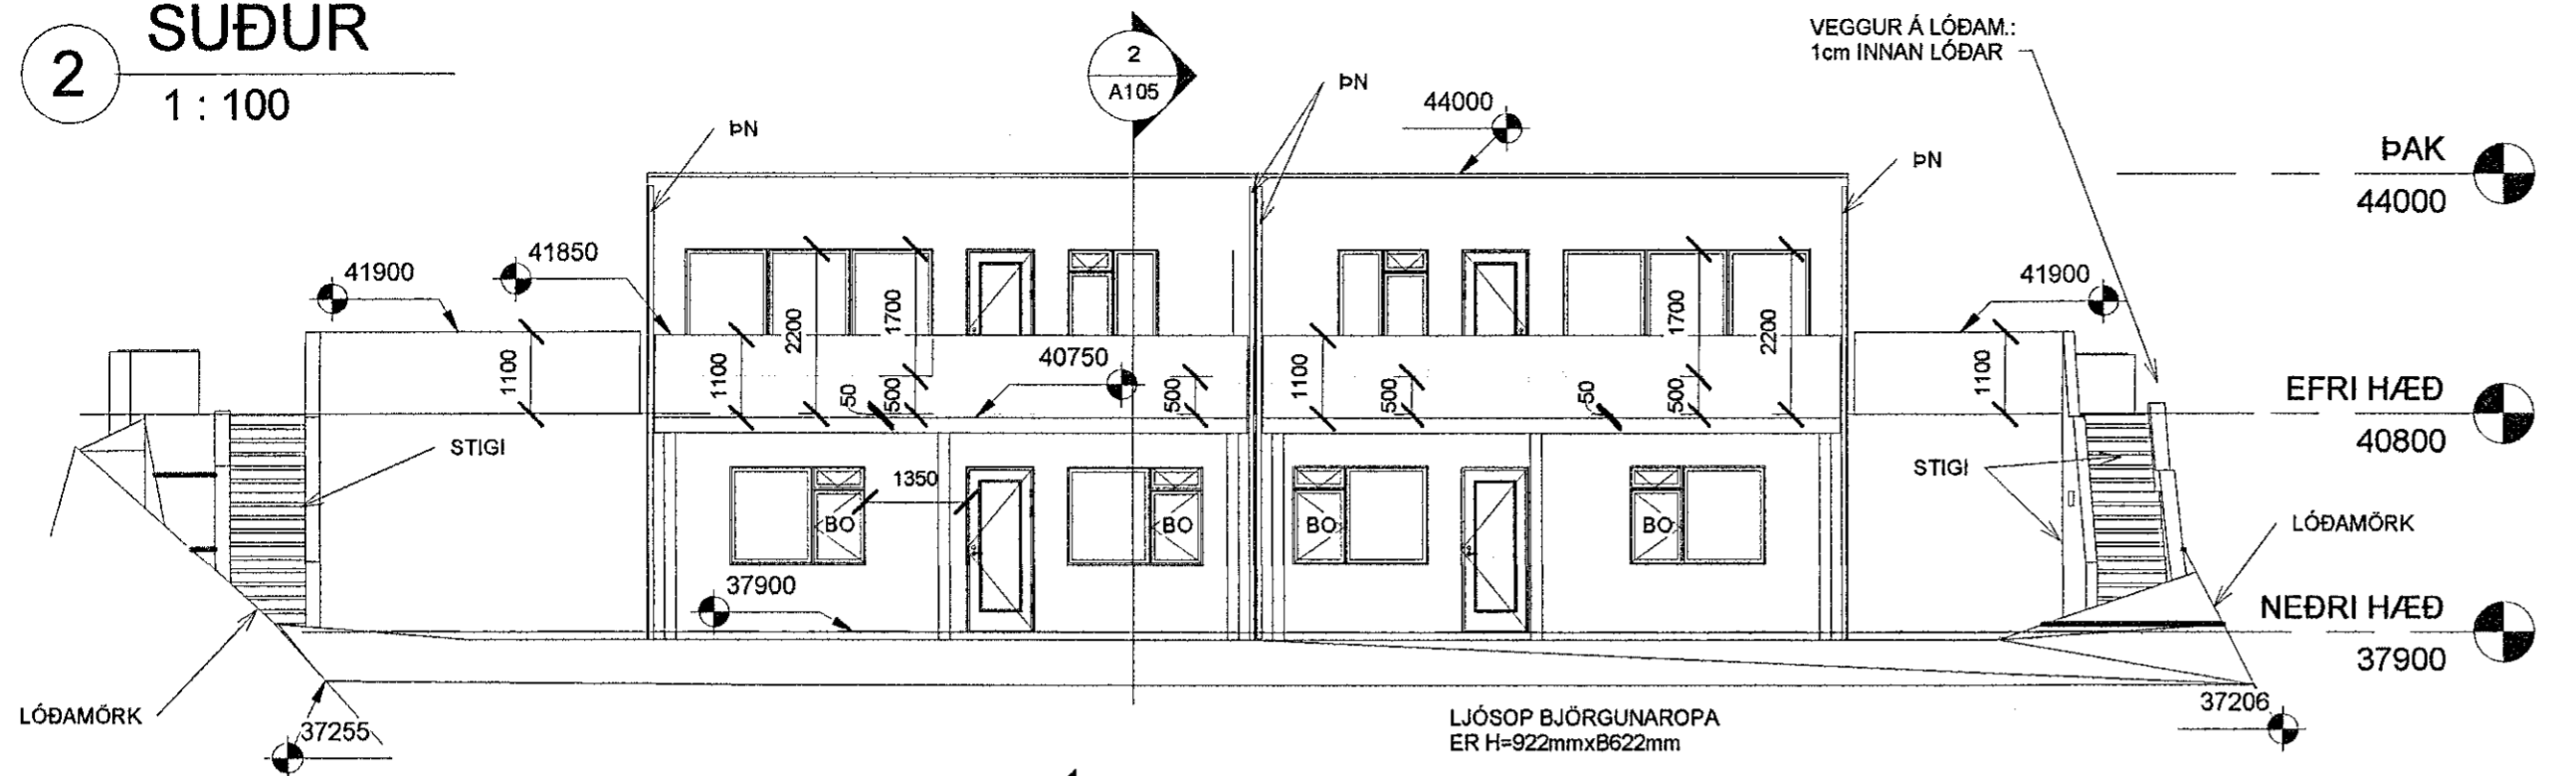 SUÐUR
2
1 : 100
2
A105
VEGGUR Á LÓÐAM.:
1cm INNAN LÓÐAR
ÞN
ÞN
ÞN
44000
ÞAK
44000
41900
41850
41900
1100
1100
2200
1700
50
500
40750
500
1100
500
50
1700
500
2200
1100
EFRI HÆÐ
40800
STIGI
1350
STIGI
BO
BO
BO
BO
LÓÐAMÖRK
37900
NEÐRI HÆÐ
37900
LÓÐAMÖRK
37255
LJÓSOP BJÖRGUNAROPA
ER H=922mmxB622mm
37206